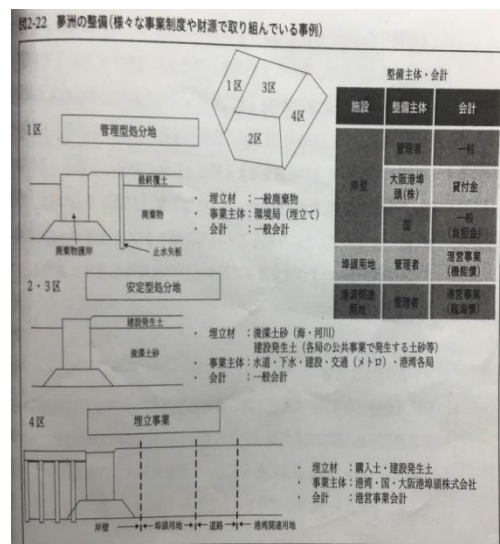 図2-22 夢洲の整備(様々な事業制度や財源で取り組んでいる事例)
1区
3区
4区
2区
整備主体・会計
施設 整備主体 会計
岸壁
管理者 一般
大阪港埠頭(株) 貸付金
国 一般(負担金)
埠頭用地 管理者 港営事業(機能債)
港湾関連用地 管理者 港営事業(臨海債)
1区 管理型処分地
最終覆土
廃棄物
廃棄物護岸
止水矢板
・ 埋立材 :一般廃棄物
・ 事業主体:環境局(埋立て)
・ 会計 :一般会計
2・3区 安定型処分地
建設発生土
浚渫土砂
・ 埋立材 :浚渫土砂(海・河川)
建設発生土(各局の公共事業で発生する土砂等)
・ 事業主体:水道・下水・建設・交通(メトロ)・港湾各局
・ 会計 :一般会計
4区 埋立事業
岸壁
埠頭用地
道路
港湾関連用地
・ 埋立材 :購入土・建設発生土
・ 事業主体:港湾・国・大阪港埠頭株式会社
・ 会計 :港営事業会計